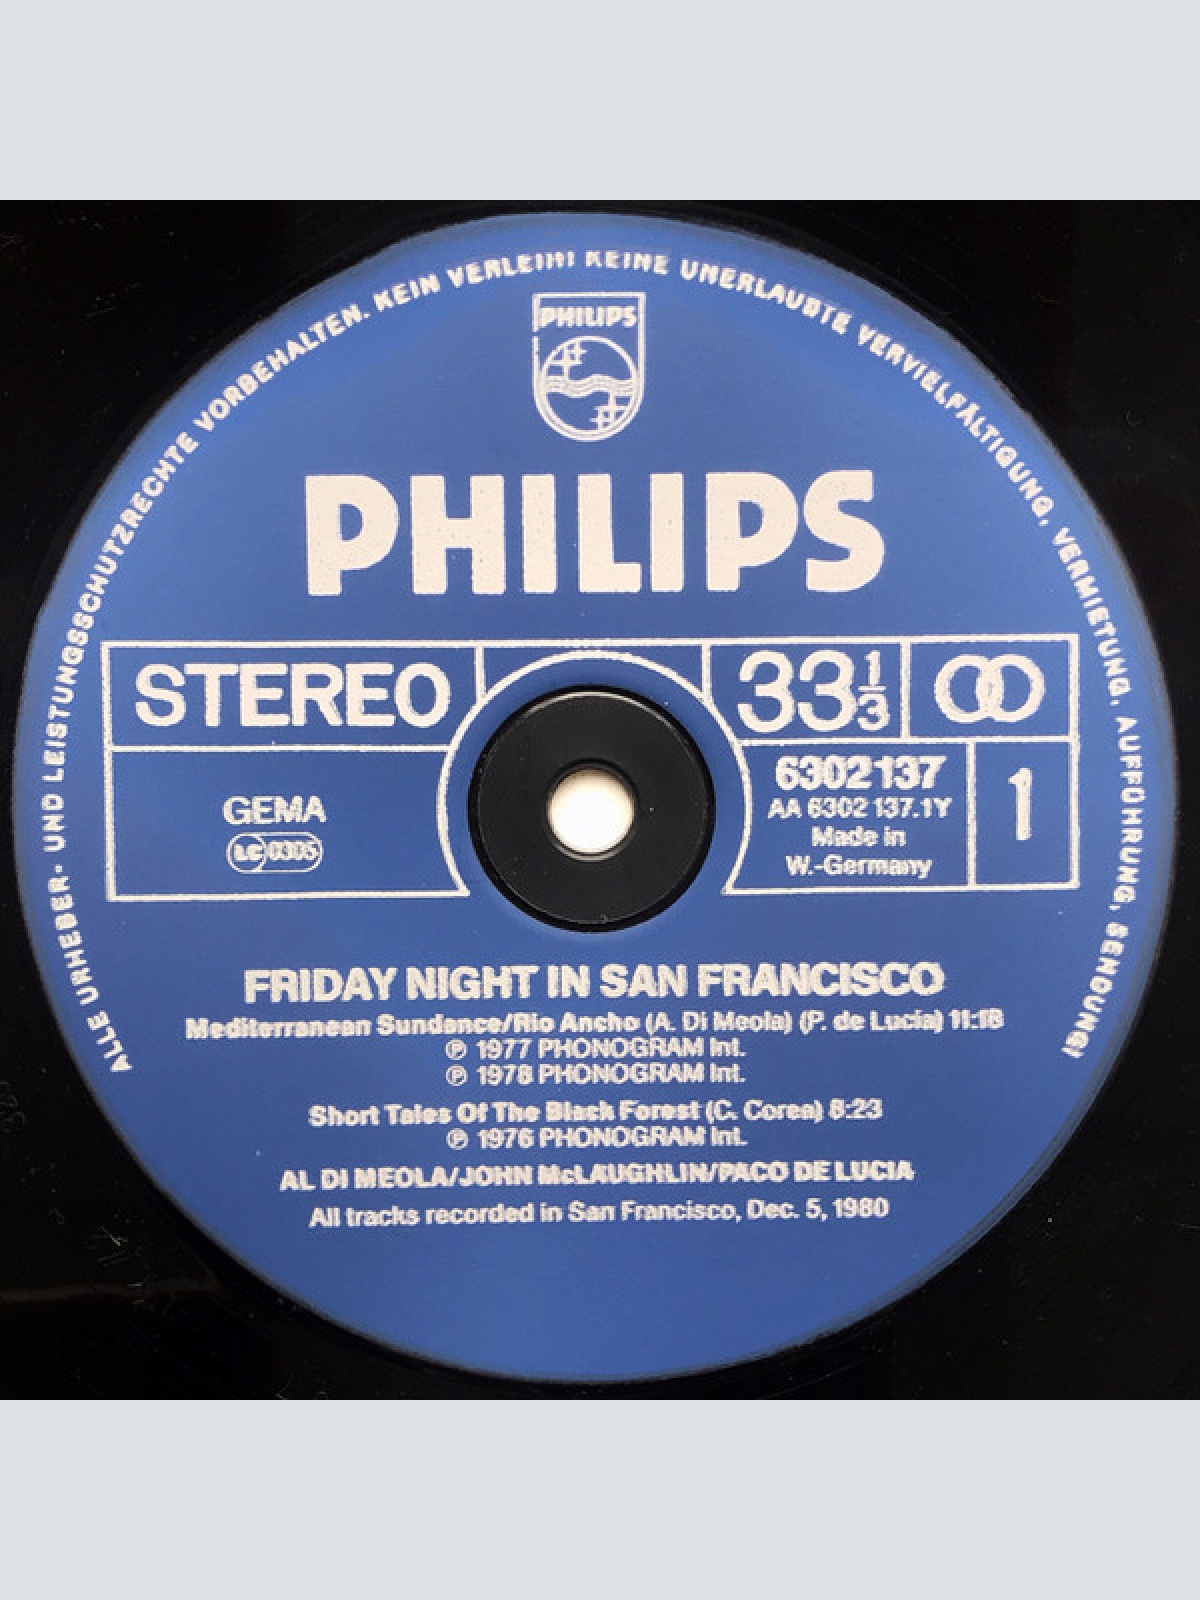 ALLE URHEBER- UND LEISTUNGSSCHUTZRECHTE VORBEHALTEN. KEIN VERLEIH! KEINE UNERLAUBTE VERVIELFÄLTIGUNG, VERMIETUNG, AUFFÜHRUNG, SENDUNG!
PHILIPS
PHILIPS
STEREO
33 1/3
GEMA
LC 0305
6302 137
AA 6302 137.1Y
Made in
W.-Germany
1
FRIDAY NIGHT IN SAN FRANCISCO
Mediterranean Sundance/Rio Ancho (A. Di Meola) (P. de Lucia) 11:18
℗ 1977 PHONOGRAM Int.
℗ 1978 PHONOGRAM Int.
Short Tales Of The Black Forest (C. Corea) 8:23
℗ 1976 PHONOGRAM Int.
AL DI MEOLA/JOHN McLAUGHLIN/PACO DE LUCIA
All tracks recorded in San Francisco, Dec. 5, 1980